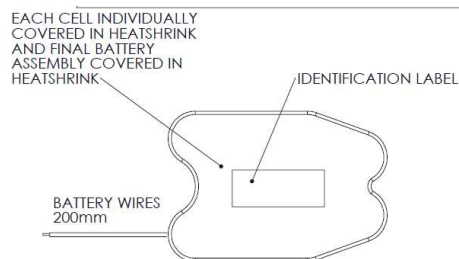 EACH CELL INDIVIDUALLY
COVERED IN HEATSHRINK
AND FINAL BATTERY
ASSEMBLY COVERED IN
HEATSHRINK
IDENTIFICATION LABEL
BATTERY WIRES
200mm